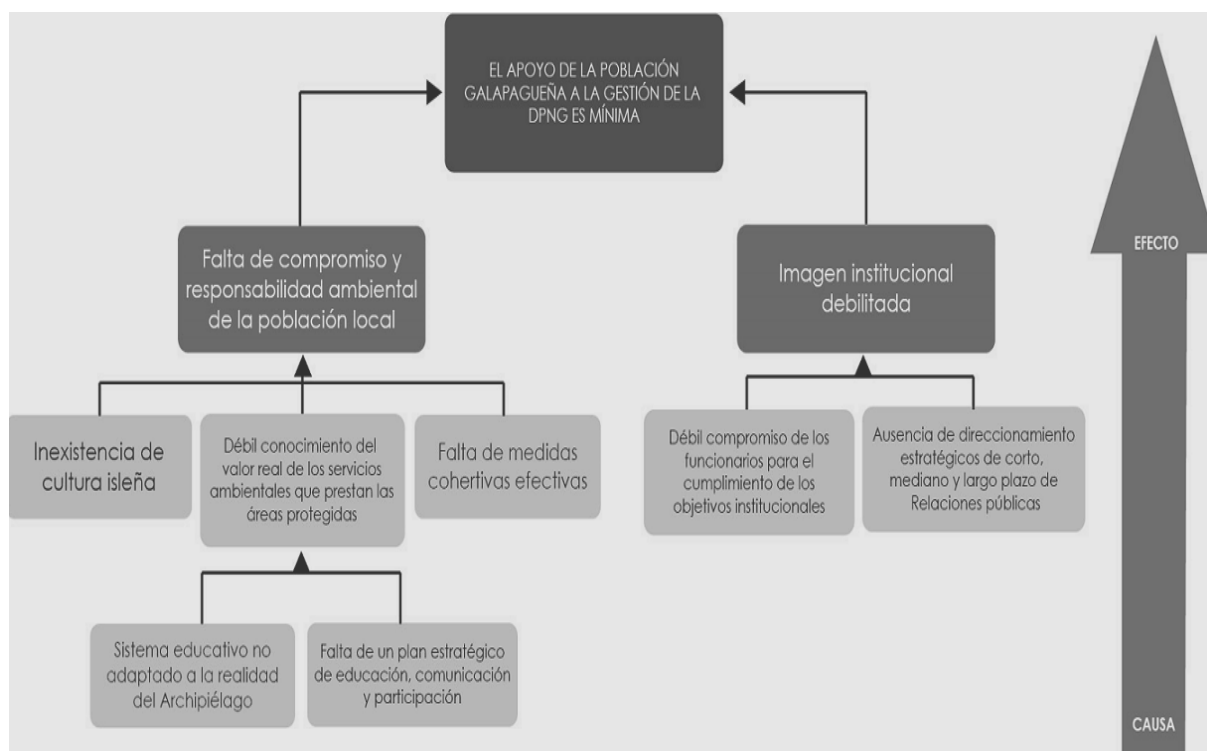 EL APOYO DE LA POBLACIÓN
GALAPAGUEÑA A LA GESTIÓN DE LA
DPNG ES MÍNIMA
Falta de compromiso y
responsabilidad ambiental
de la población local
Imagen institucional
debilitada
EFECTO
Inexistencia de
cultura isleña
Débil conocimiento del
valor real de los servicios
ambientales que prestan las
áreas protegidas
Falta de medidas
cohertivas efectivas
Débil compromiso de los
funcionarios para el
cumplimiento de los
objetivos institucionales
Ausencia de direccionamiento
estratégicos de corto,
mediano y largo plazo de
Relaciones públicas
Sistema educativo no
adaptado a la realidad
del Archipiélago
Falta de un plan estratégico
de educación, comunicación
y participación
CAUSA